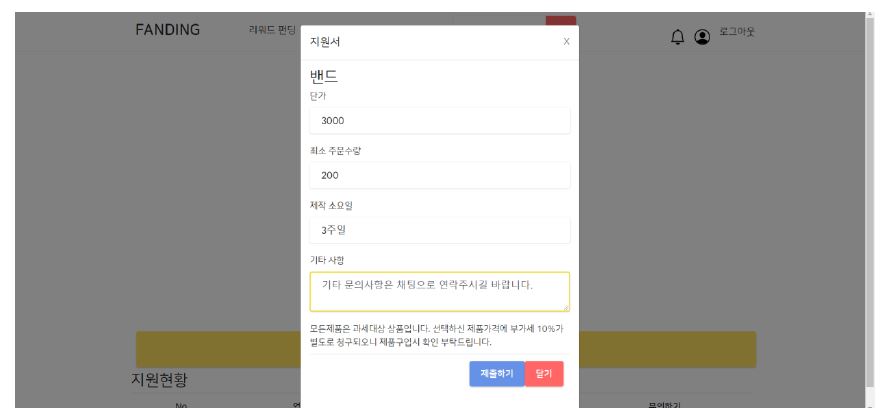 FANDING
리워드 펀딩
로그아웃
지원서
X
밴드
단가
3000
최소 주문수량
200
제작 소요일
3주일
기타 사항
기타 문의사항은 채팅으로 연락주시길 바랍니다.
모든제품은 과세대상 상품입니다. 선택하신 제품가격에 부가세 10%가
별도로 청구되오니 제품구입시 확인 부탁드립니다.
제출하기
닫기
지원현황
No
문의하기